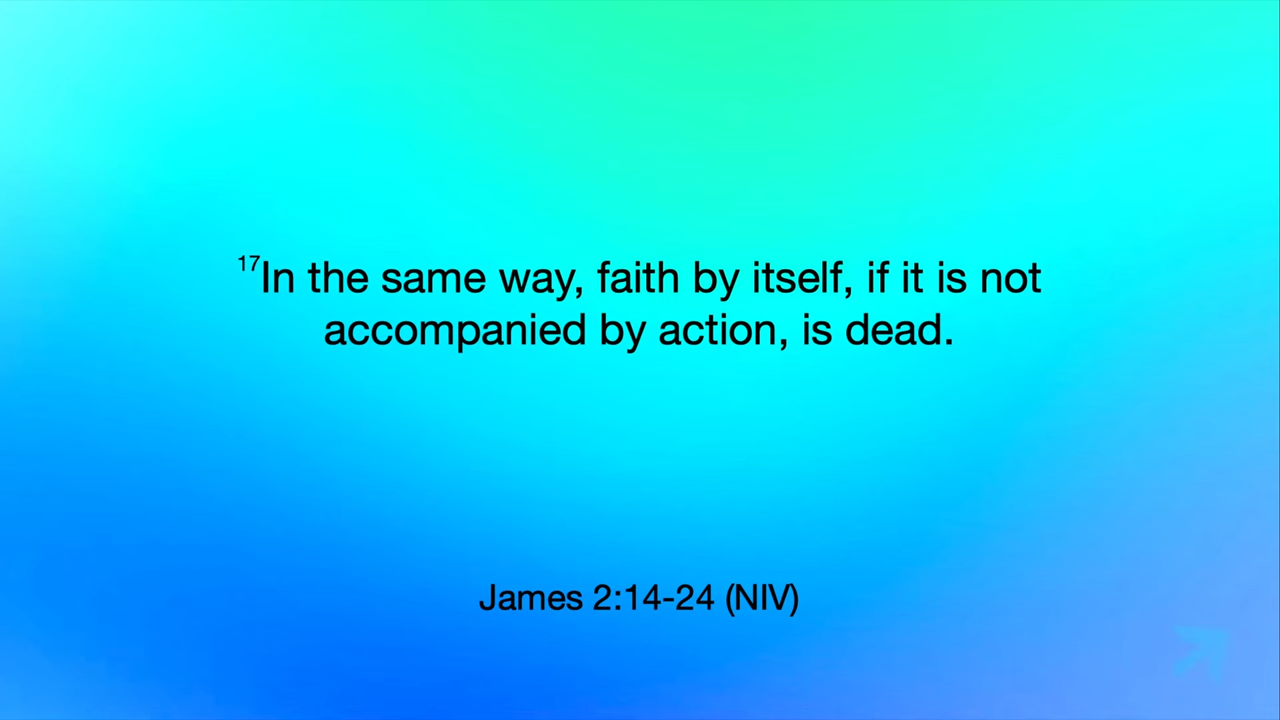 17In the same way, faith by itself, if it is not
accompanied by action, is dead.
James 2:14-24 (NIV)